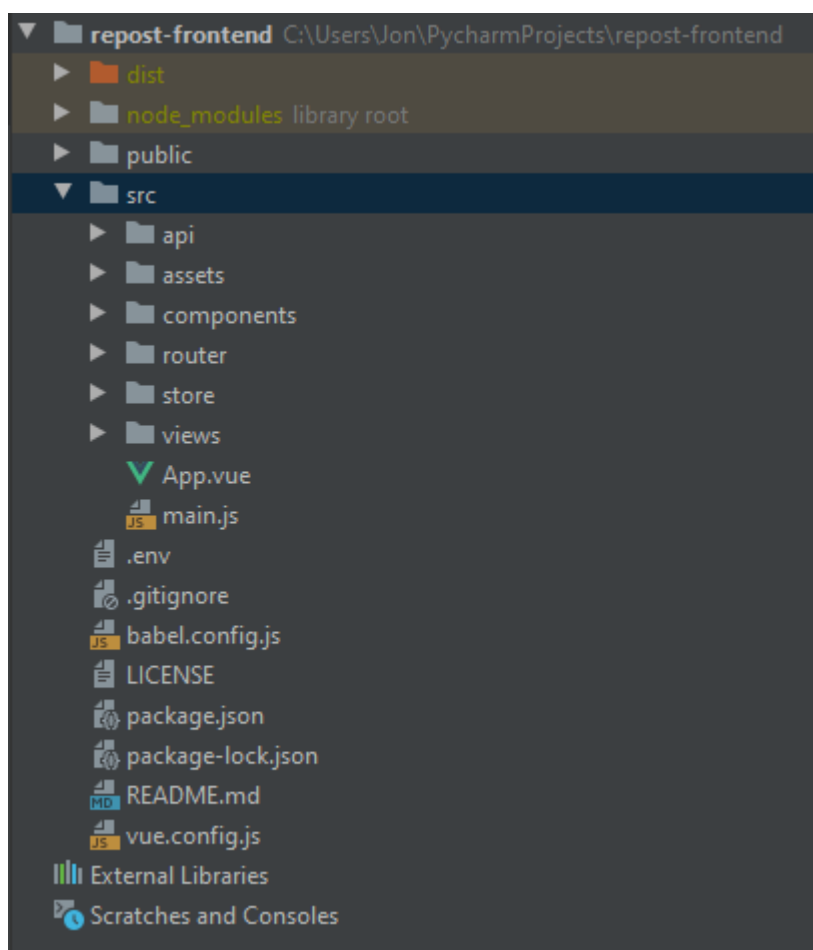 repost-frontend C:\Users\Jon\PycharmProjects\repost-frontend
dist
node_modules library root
public
src
api
assets
components
router
store
views
App.vue
JS main.js
.env
.gitignore
JS babel.config.js
LICENSE
package.json
package-lock.json
MD README.md
JS vue.config.js
External Libraries
Scratches and Consoles